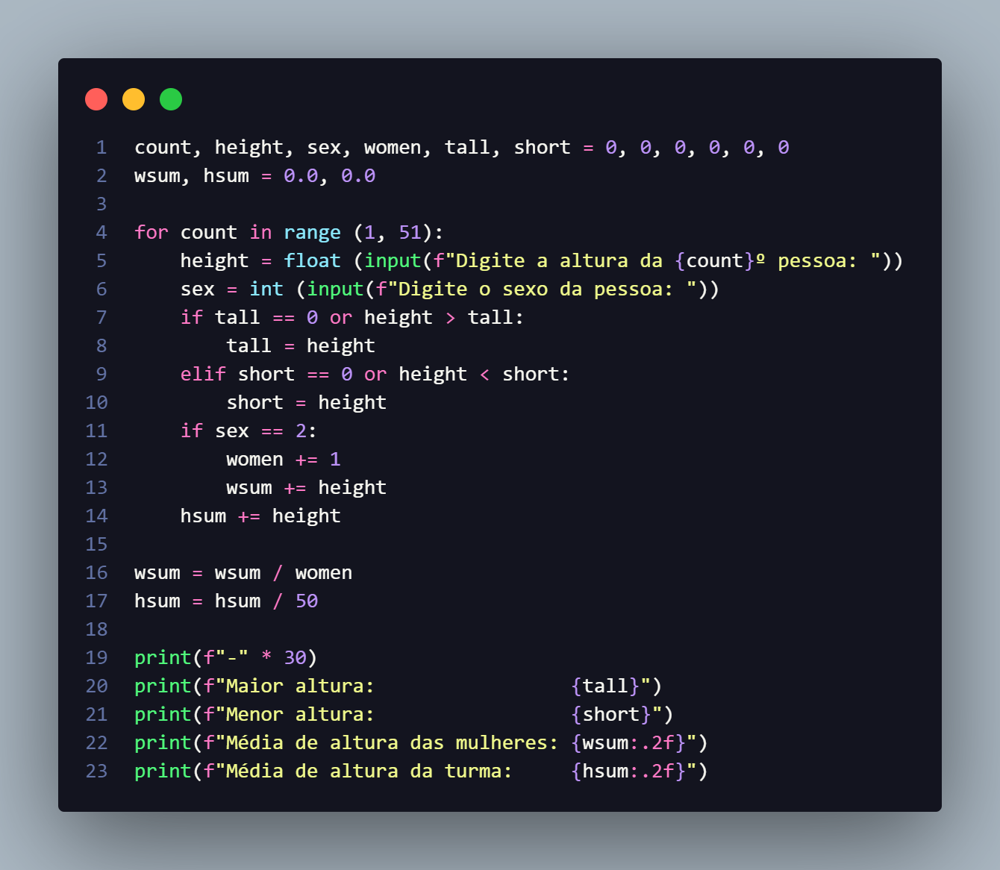 1 count, height, sex, women, tall, short = 0, 0, 0, 0, 0, 0
2 wsum, hsum = 0.0, 0.0
3
4 for count in range (1, 51):
5     height = float (input(f"Digite a altura da {count}º pessoa: "))
6     sex = int (input(f"Digite o sexo da pessoa: "))
7     if tall == 0 or height > tall:
8         tall = height
9     elif short == 0 or height < short:
10         short = height
11     if sex == 2:
12         women += 1
13         wsum += height
14     hsum += height
15
16 wsum = wsum / women
17 hsum = hsum / 50
18
19 print(f"-" * 30)
20 print(f"Maior altura:                 {tall}")
21 print(f"Menor altura:                 {short}")
22 print(f"Média de altura das mulheres: {wsum:.2f}")
23 print(f"Média de altura da turma:     {hsum:.2f}")